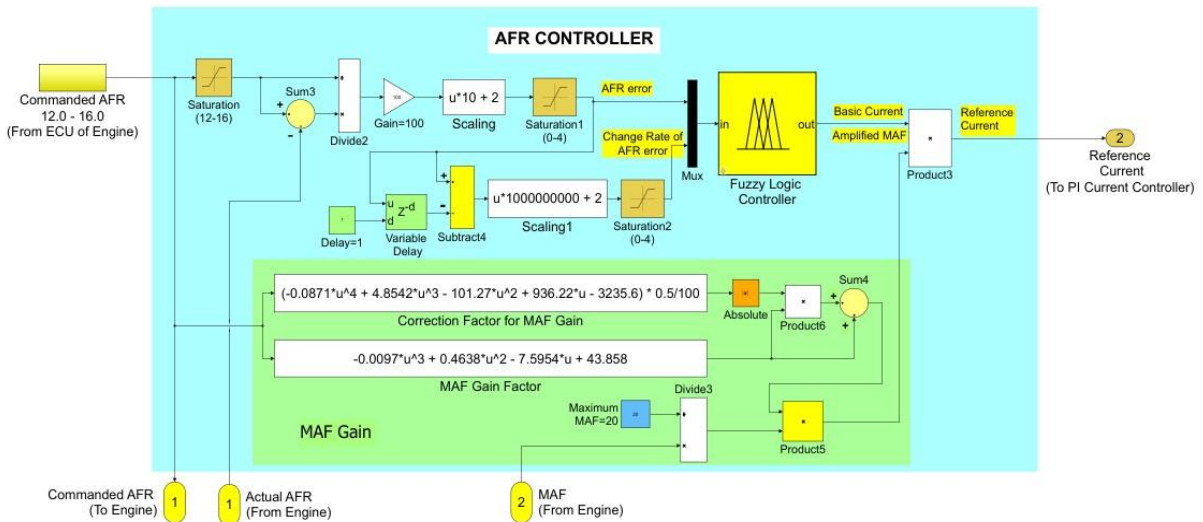 AFR CONTROLLER
Commanded AFR
12.0 - 16.0
(From ECU of Engine)
Saturation
(12-16)
Sum3
+
-
Divide2
Gain=100
u*10 + 2
Scaling
Saturation1
(0-4)
AFR error
Change Rate of
AFR error
Mux
in
out
Fuzzy Logic
Controller
Basic Current
Amplified MAF
Product3
Reference
Current
2
Reference
Current
(To PI Current Controller)
Delay=1
u
d
Z-d
Variable
Delay
+
-
Subtract4
u*1000000000 + 2
Scaling1
Saturation2
(0-4)
(-0.0871*u^4 + 4.8542*u^3 - 101.27*u^2 + 936.22*u - 3235.6) * 0.5/100
Correction Factor for MAF Gain
Absolute
Product6
Sum4
+
+
-0.0097*u^3 + 0.4638*u^2 - 7.5954*u + 43.858
MAF Gain Factor
MAF Gain
Maximum
MAF=20
Divide3
Product5
Commanded AFR
(To Engine)
1
1
Actual AFR
(From Engine)
2
MAF
(From Engine)